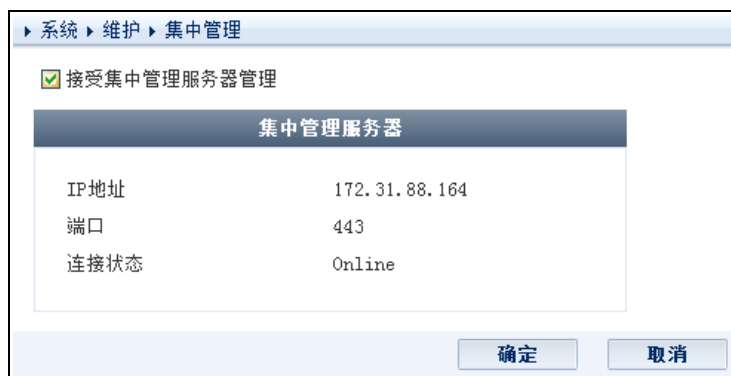 系统 维护 集中管理
接受集中管理服务器管理
集中管理服务器
IP地址 172.31.88.164
端口 443
连接状态 Online
确定 取消